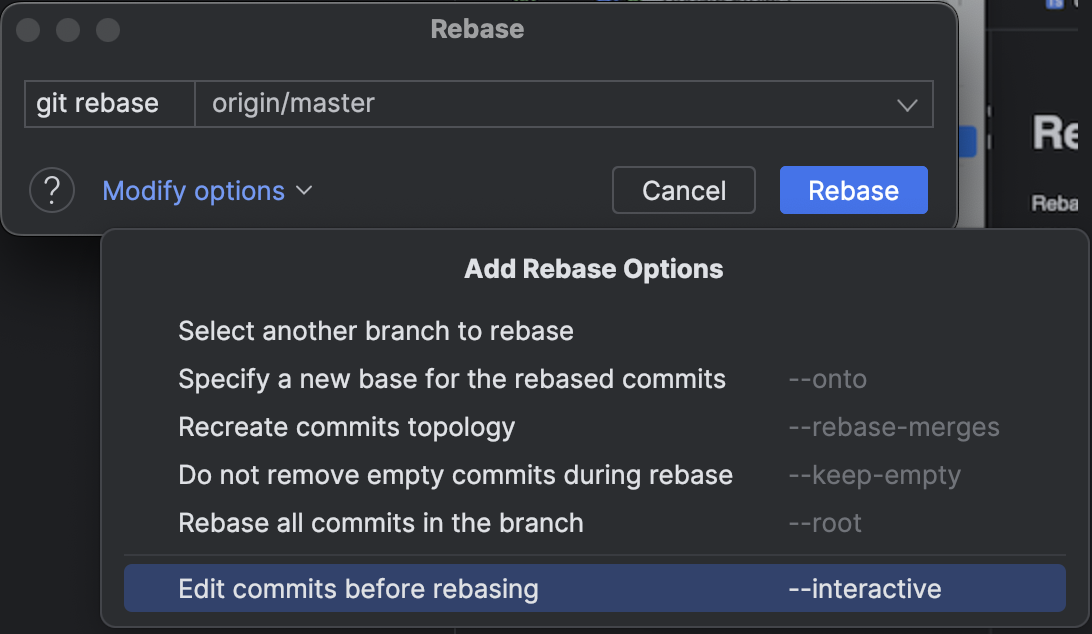 Rebase
git rebase
origin/master
? Modify options
Cancel
Rebase
Add Rebase Options
Select another branch to rebase
Specify a new base for the rebased commits --onto
Recreate commits topology --rebase-merges
Do not remove empty commits during rebase --keep-empty
Rebase all commits in the branch --root
Edit commits before rebasing --interactive
TS
Re
Reba